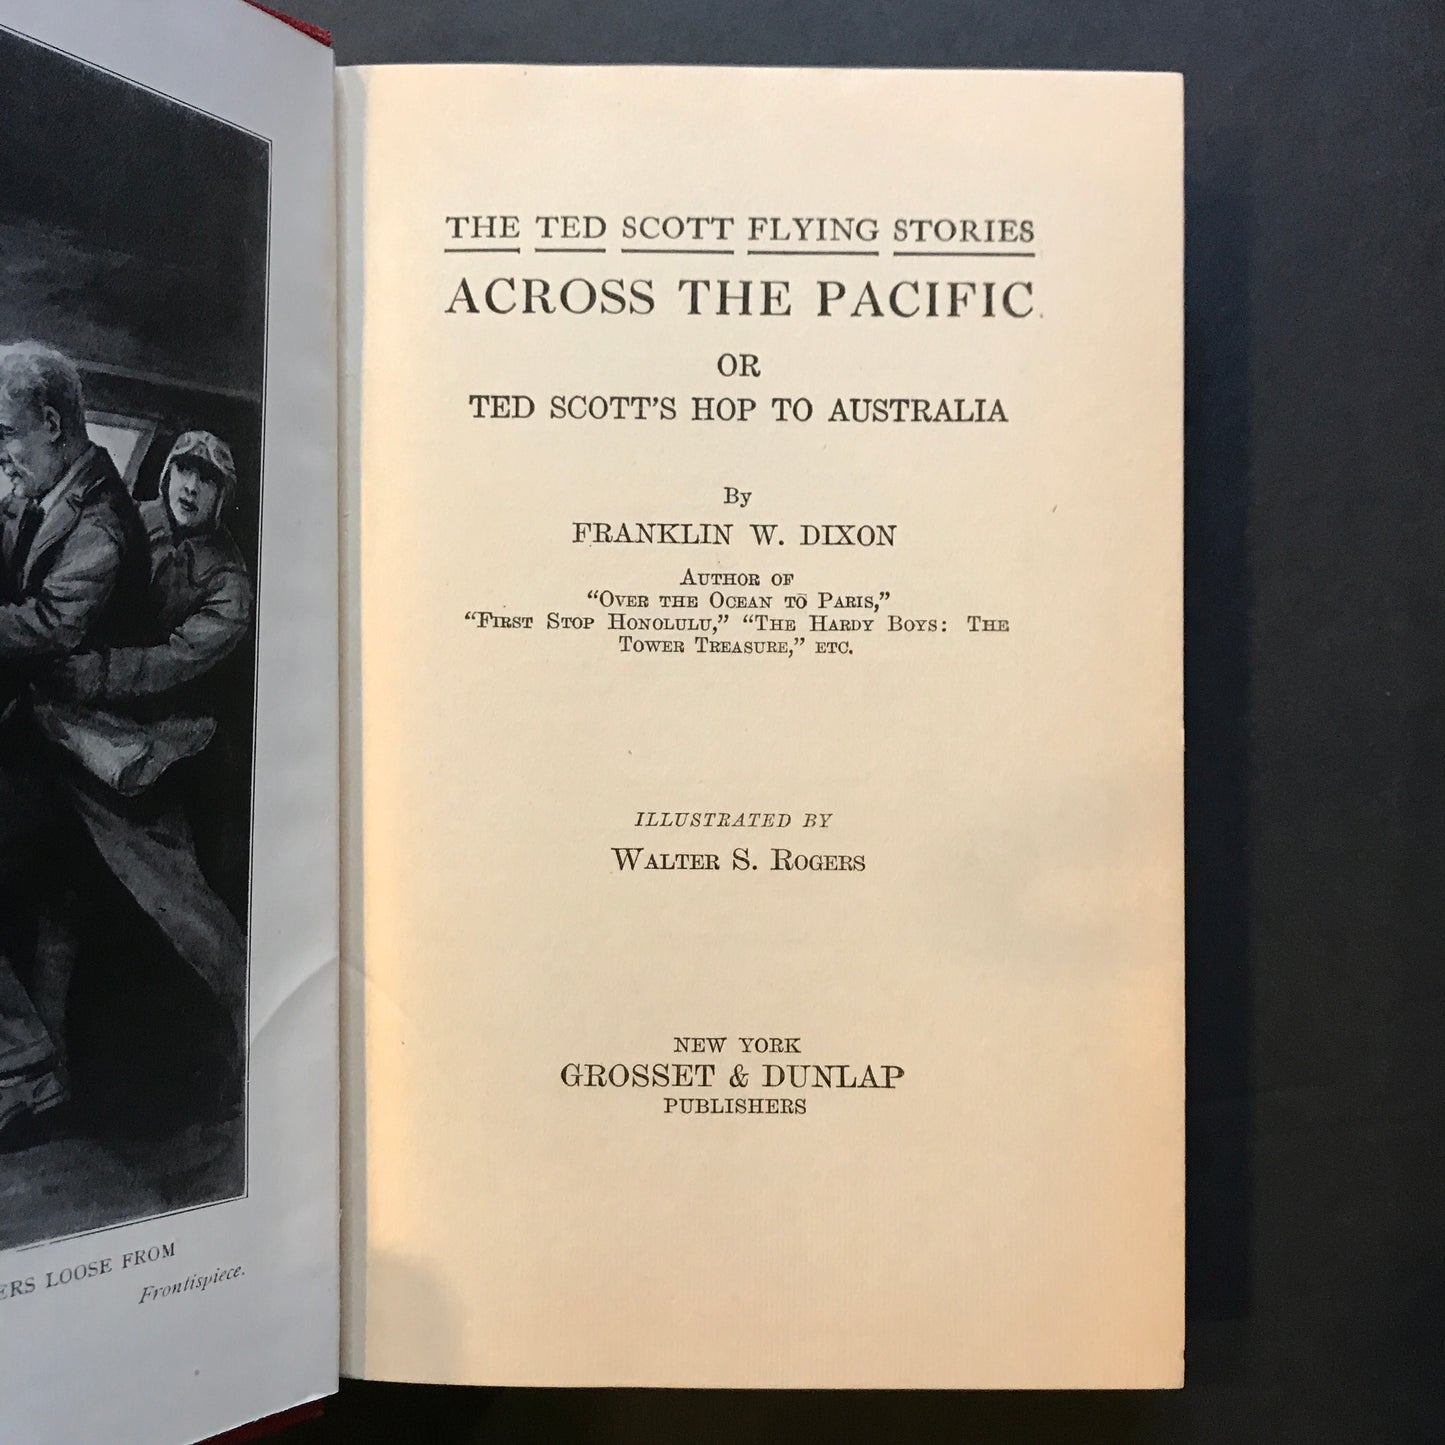 ERS LOOSE FROM
Frontispiece.
THE TED SCOTT FLYING STORIES
ACROSS THE PACIFIC
OR
TED SCOTT'S HOP TO AUSTRALIA
By
FRANKLIN W. DIXON
AUTHOR OF
“OVER THE OCEAN TO PARIS,”
“FIRST STOP HONOLULU,” “THE HARDY BOYS: THE
TOWER TREASURE,” ETC.
ILLUSTRATED BY
WALTER S. ROGERS
NEW YORK
GROSSET & DUNLAP
PUBLISHERS